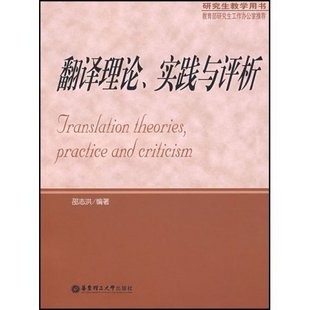 研究生教学用书
教育部研究生工作办公室推荐
翻译理论、实践与评析
Translation theories,
practice and criticism
邵志洪/编著
华东理工大学出版社